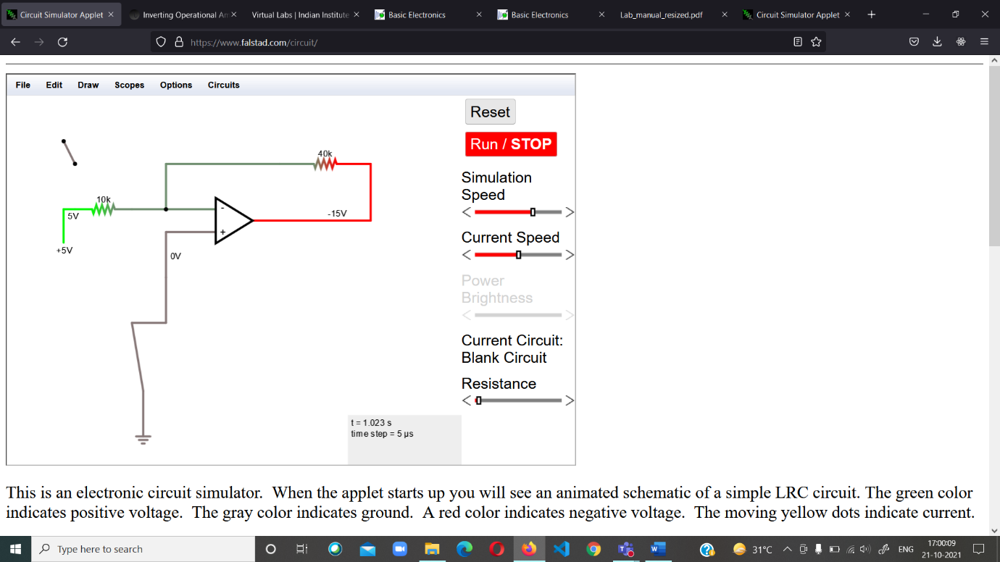 Circuit Simulator Applet
Inverting Operational Am
Virtual Labs | Indian Institute
Basic Electronics
Basic Electronics
Lab_manual_resized.pdf
Circuit Simulator Applet
https://www.falstad.com/circuit/
File Edit Draw Scopes Options Circuits
Reset
Run / STOP
Simulation
Speed
Current Speed
Power
Brightness
Current Circuit:
Blank Circuit
Resistance
40k
10k
5V
+5V
-
+
-15V
0V
t = 1.023 s
time step = 5 μs
This is an electronic circuit simulator.  When the applet starts up you will see an animated schematic of a simple LRC circuit. The green color
indicates positive voltage.  The gray color indicates ground.  A red color indicates negative voltage.  The moving yellow dots indicate current.
Type here to search
31°C
ENG
17:00:09
21-10-2021